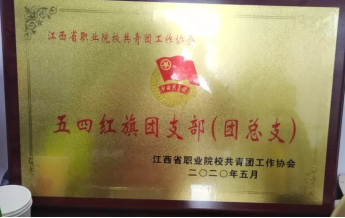 江西省职业院校共青团工作协会
五四红旗团支部(团总支)
江西省职业院校共青团工作协会
二〇二〇年五月